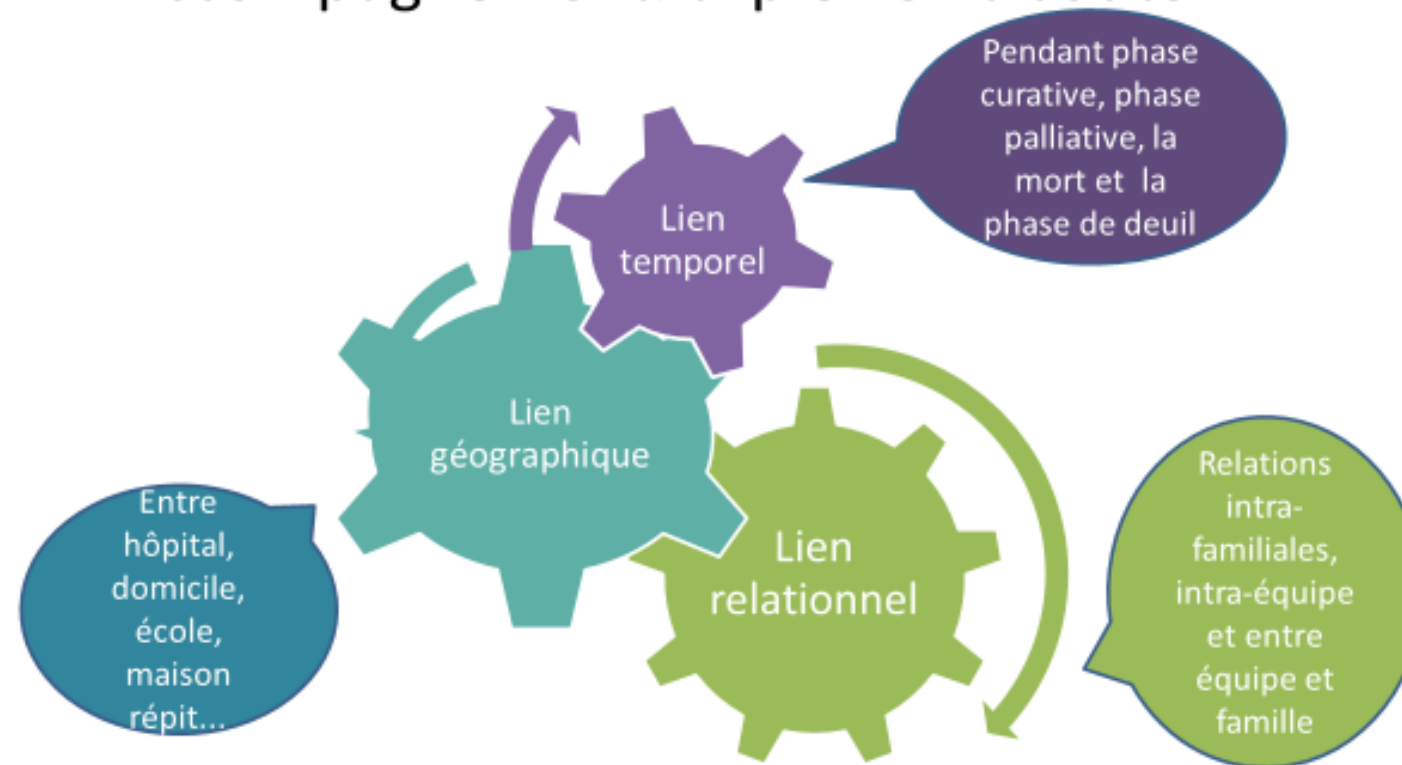 Pendant phase
curative, phase
palliative, la
mort et la
phase de deuil
Lien
temporel
Lien
géographique
Entre
hôpital,
domicile,
école,
maison
répit...
Lien
relationnel
Relations
intra-
familiales,
intra-équipe
et entre
équipe et
famille